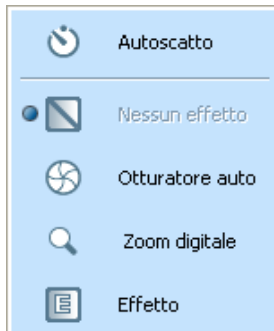 Autoscatto
Nessun effetto
Otturatore auto
Zoom digitale
E Effetto